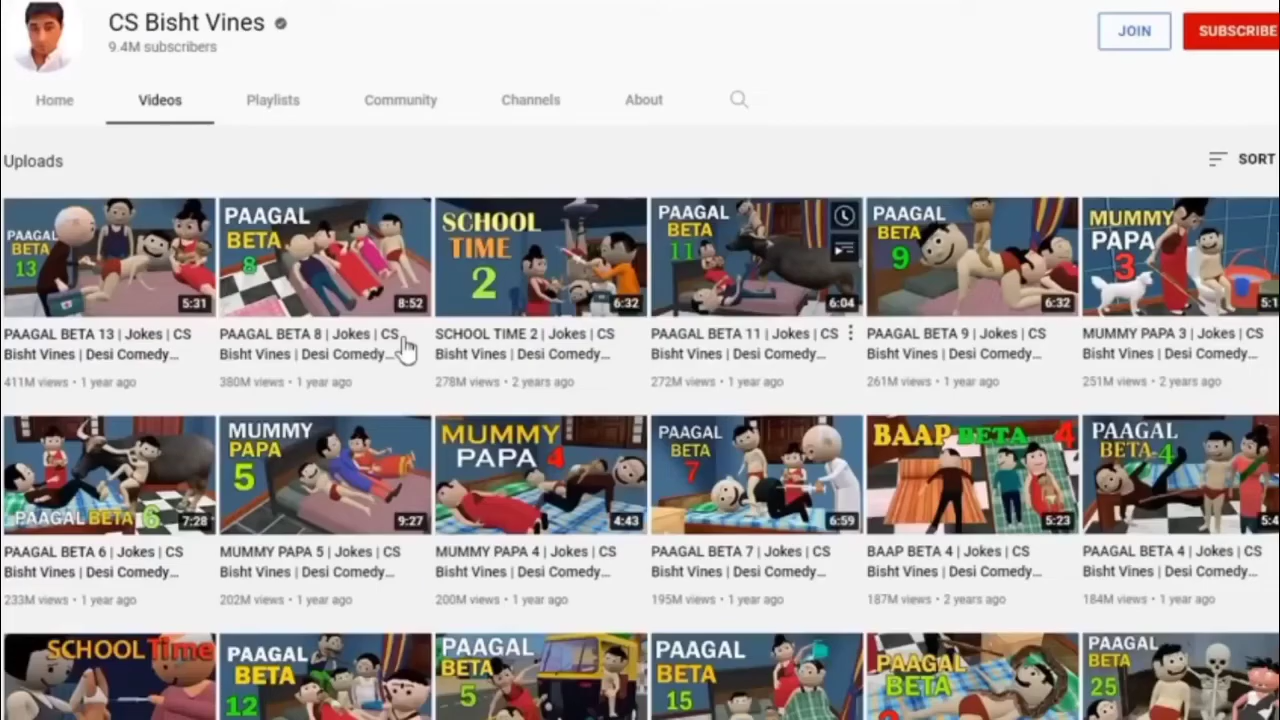 CS Bisht Vines
9.4M subscribers
JOIN
SUBSCRIBE
Home
Videos
Playlists
Community
Channels
About
Uploads
SORT
PAAGAL
BETA
13
5:31
PAAGAL
BETA
8
8:52
SCHOOL
TIME
2
6:32
PAAGAL
BETA
11
6:04
PAAGAL
BETA
9
6:32
MUMMY
PAPA
3
PAAGAL BETA 13 | Jokes | CS
Bisht Vines | Desi Comedy...
411M views • 1 year ago
PAAGAL BETA 8 | Jokes | CS
Bisht Vines | Desi Comedy...
380M views • 1 year ago
SCHOOL TIME 2 | Jokes | CS
Bisht Vines | Desi Comedy...
278M views • 2 years ago
PAAGAL BETA 11 | Jokes | CS
Bisht Vines | Desi Comedy...
272M views • 1 year ago
PAAGAL BETA 9 | Jokes | CS
Bisht Vines | Desi Comedy...
261M views • 1 year ago
MUMMY PAPA 3 | Jokes | CS
Bisht Vines | Desi Comedy...
251M views • 2 years ago
PAAGAL BETA 6
7:28
MUMMY
PAPA
5
9:27
MUMMY
PAPA 4
4:43
PAAGAL
BETA
7
6:59
BAAP BETA 4
5:23
PAAGAL
BETA-4
PAAGAL BETA 6 | Jokes | CS
Bisht Vines | Desi Comedy...
233M views • 1 year ago
MUMMY PAPA 5 | Jokes | CS
Bisht Vines | Desi Comedy...
202M views • 1 year ago
MUMMY PAPA 4 | Jokes | CS
Bisht Vines | Desi Comedy...
200M views • 1 year ago
PAAGAL BETA 7 | Jokes | CS
Bisht Vines | Desi Comedy...
195M views • 1 year ago
BAAP BETA 4 | Jokes | CS
Bisht Vines | Desi Comedy...
187M views • 2 years ago
PAAGAL BETA 4 | Jokes | CS
Bisht Vines | Desi Comedy...
184M views • 1 year ago
SCHOOL Time
PAAGAL
BETA
12
PAAGAL
BETA
5
PAAGAL
BETA
15
PAAGAL
BETA
PAAGAL
BETA
25